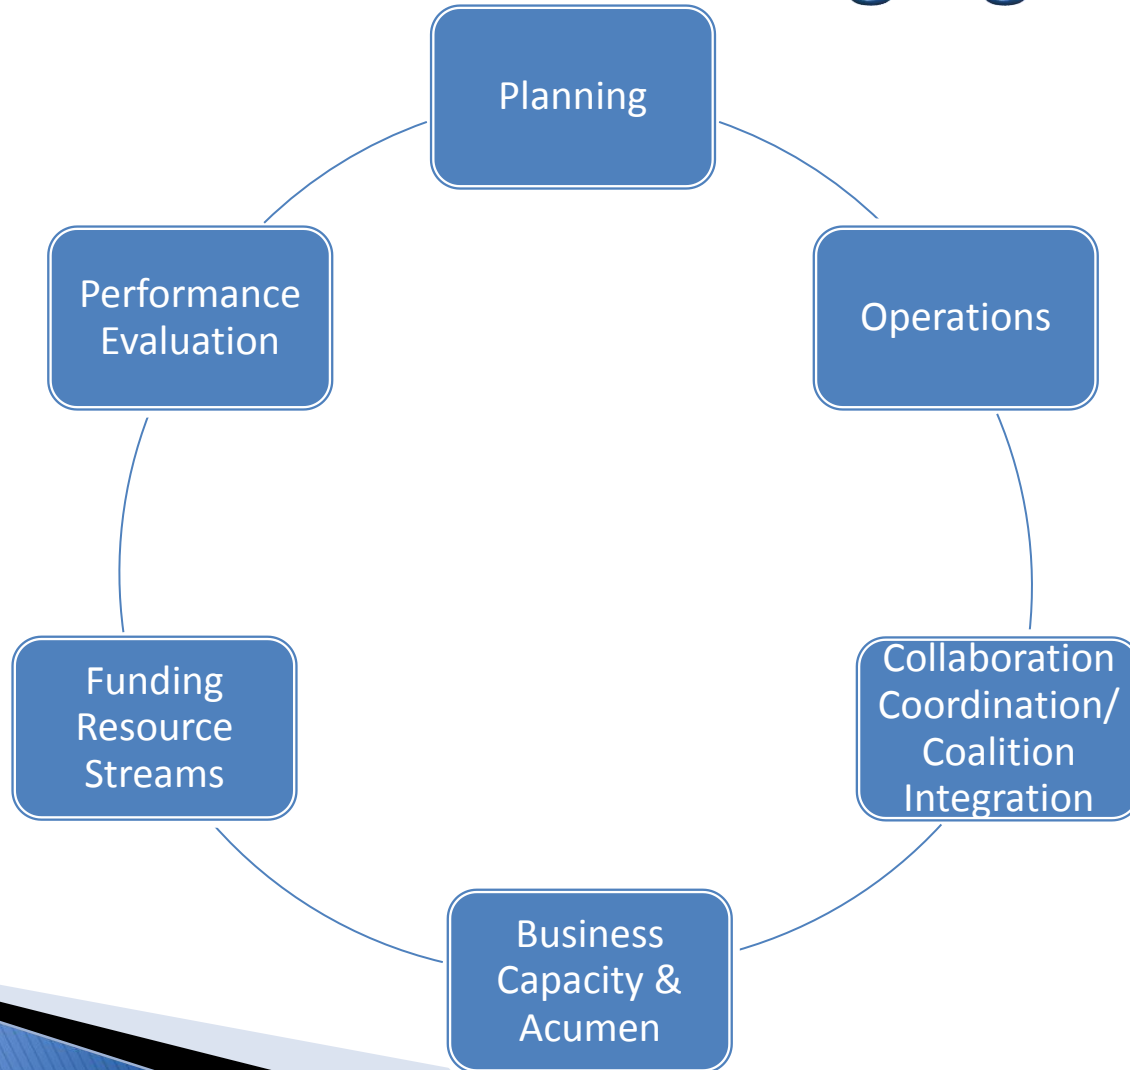 Planning
Operations
Collaboration
Coordination/
Coalition
Integration
Business
Capacity &
Acumen
Funding
Resource
Streams
Performance
Evaluation